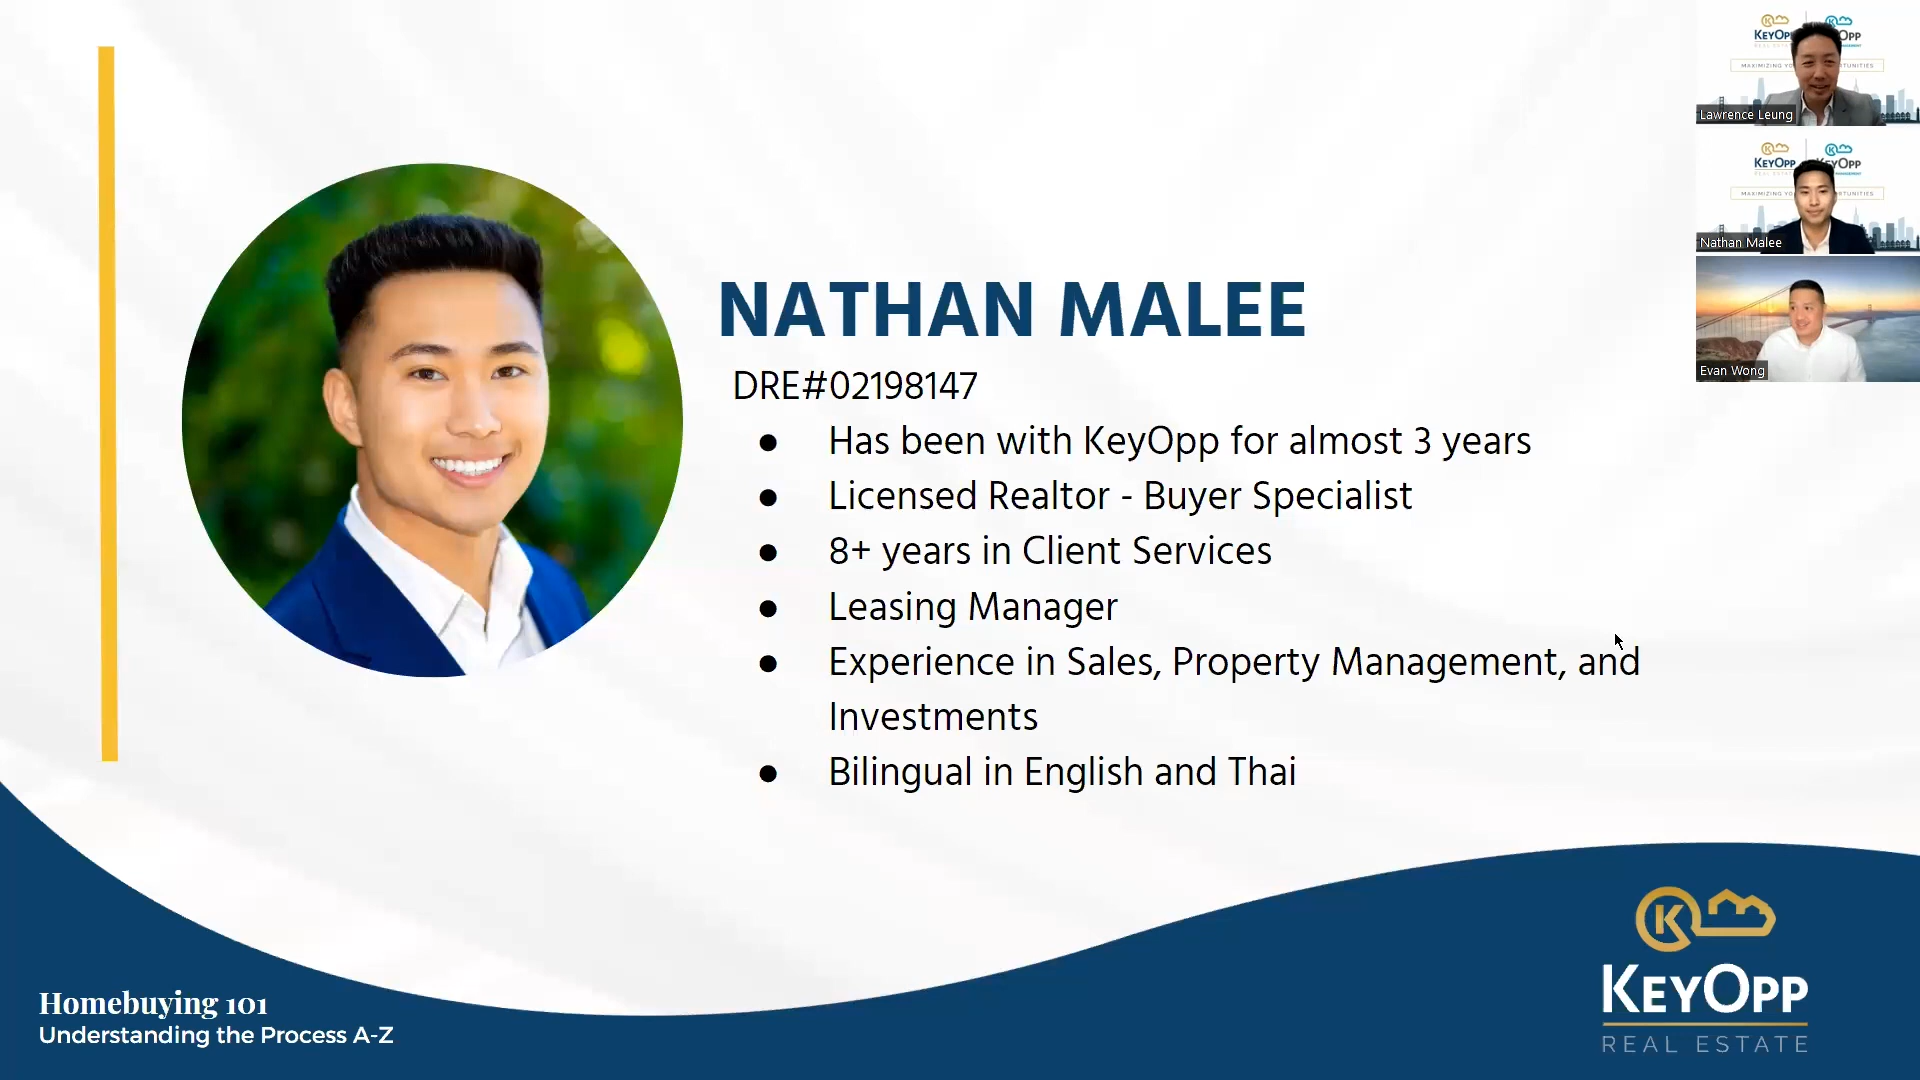 NATHAN MALEE
DRE#02198147
● Has been with KeyOpp for almost 3 years
● Licensed Realtor - Buyer Specialist
● 8+ years in Client Services
● Leasing Manager
● Experience in Sales, Property Management, and
Investments
● Bilingual in English and Thai
Homebuying 101
Understanding the Process A-Z
K
KEYOPP
REAL ESTATE
Lawrence Leung
KEYOPP
Nathan Malee
Evan Wong